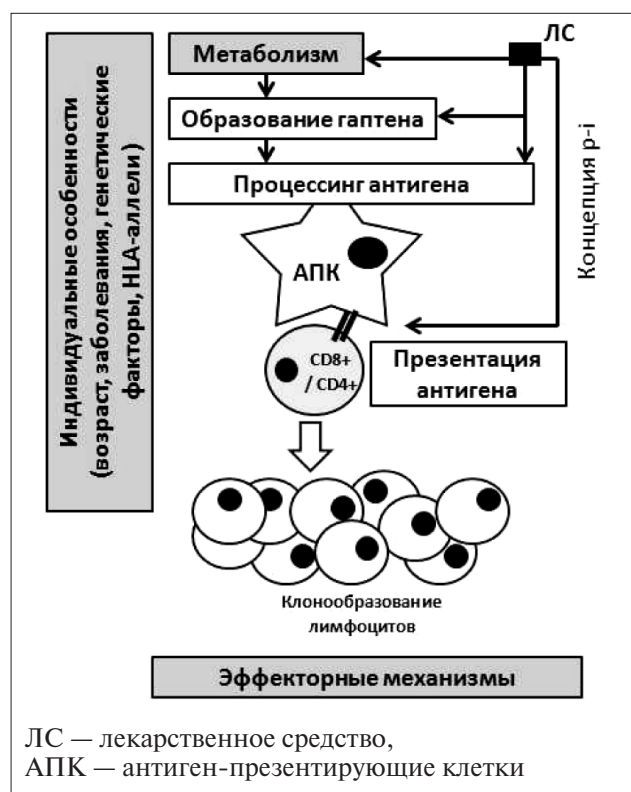 ЛС
Метаболизм
Образование гаптена
Процессинг антигена
Концепция p-i
Индивидуальные особенности
(возраст, заболевания, генетические
факторы, HLA-аллели)
АПК
CD8+
/ CD4+
Презентация
антигена
Клонообразование
лимфоцитов
Эффекторные механизмы
ЛС — лекарственное средство,
АПК — антиген-презентирующие клетки